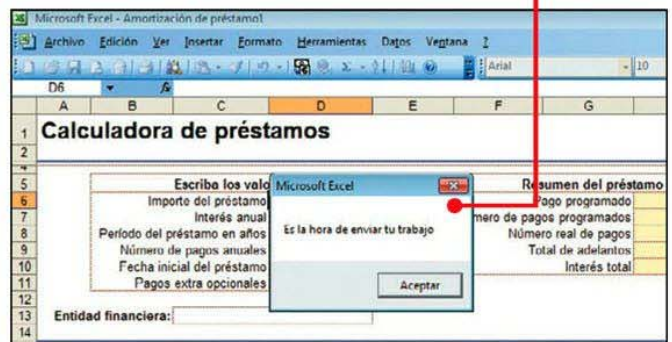 Microsoft Excel - Amortización de préstamo1
Archivo Edición Ver Insertar Formato Herramientas Datos Ventana ?
Arial 10
D6 fx
A B C D E F G
1 Calculadora de préstamos
2
4
5 Escriba los valo Resumen del préstamo
6 Importe del préstamo Pago programado
7 Interés anual mero de pagos programados
8 Período del préstamo en años Número real de pagos
9 Número de pagos anuales Total de adelantos
10 Fecha inicial del préstamo Interés total
11 Pagos extra opcionales
12
13 Entidad financiera:
14
Microsoft Excel
Es la hora de enviar tu trabajo
Aceptar